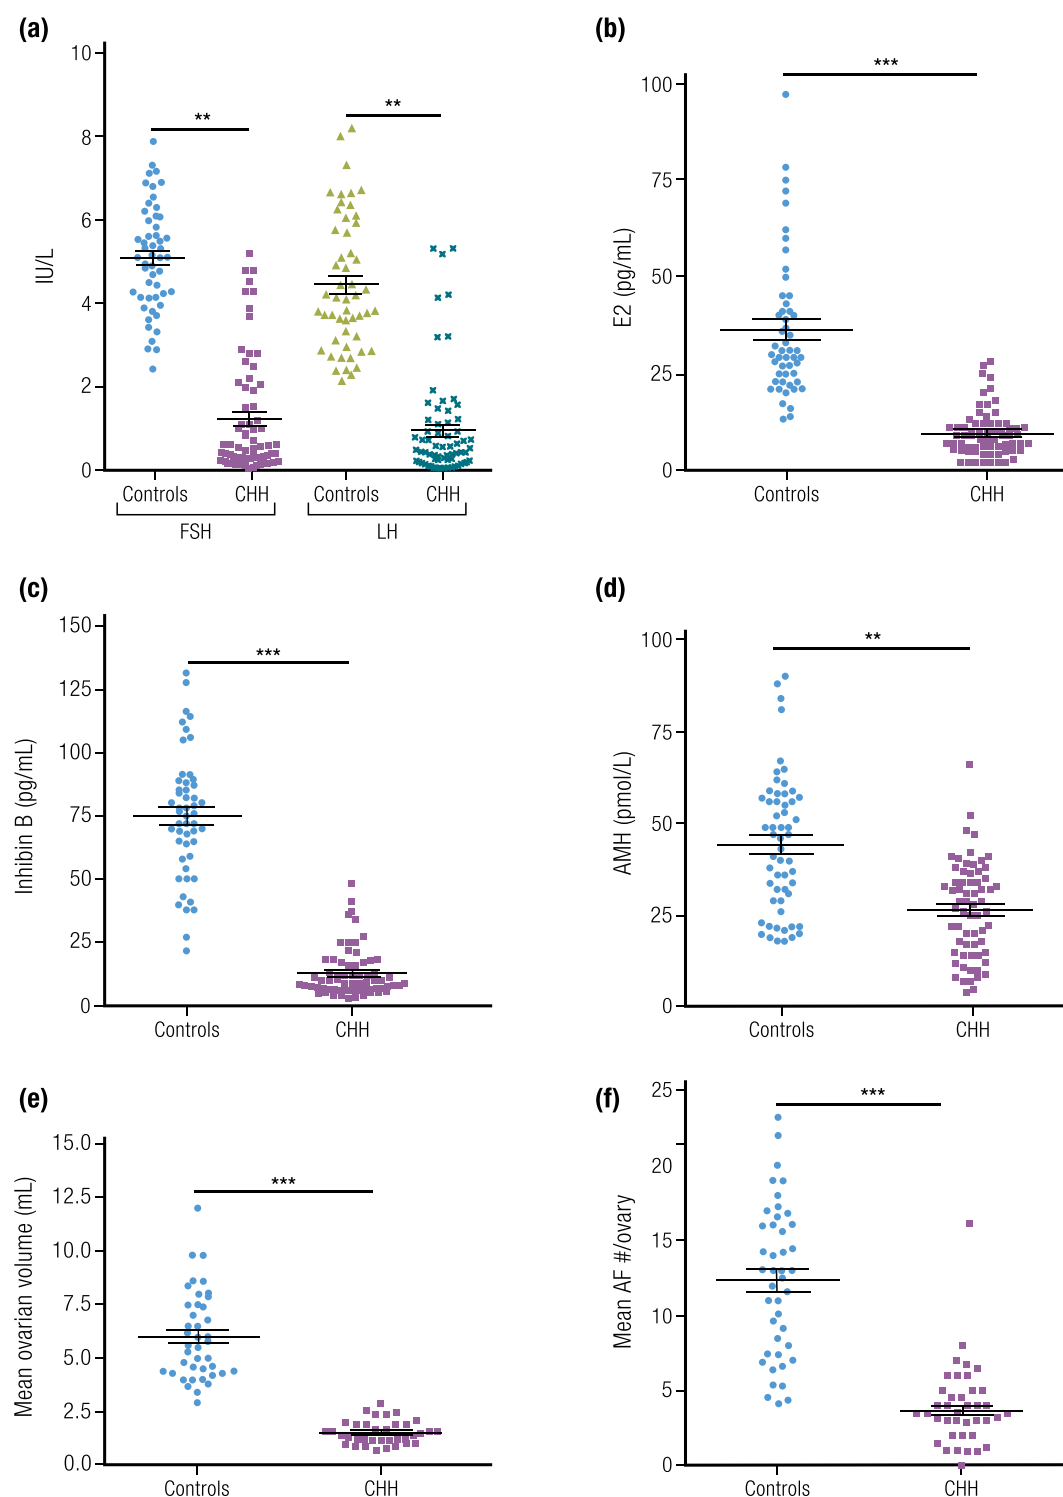 (a)
10
8
6
4
2
0
IU/L
**
**
Controls
CHH
Controls
CHH
FSH
LH
(b)
100
75
50
25
0
E2 (pg/mL)
***
Controls
CHH
(c)
150
125
100
75
50
25
0
Inhibin B (pg/mL)
***
Controls
CHH
(d)
100
75
50
25
0
AMH (pmol/L)
**
Controls
CHH
(e)
15.0
12.5
10.0
7.5
5.0
2.5
0.0
Mean ovarian volume (mL)
***
Controls
CHH
(f)
25
20
15
10
5
0
Mean AF #/ovary
***
Controls
CHH